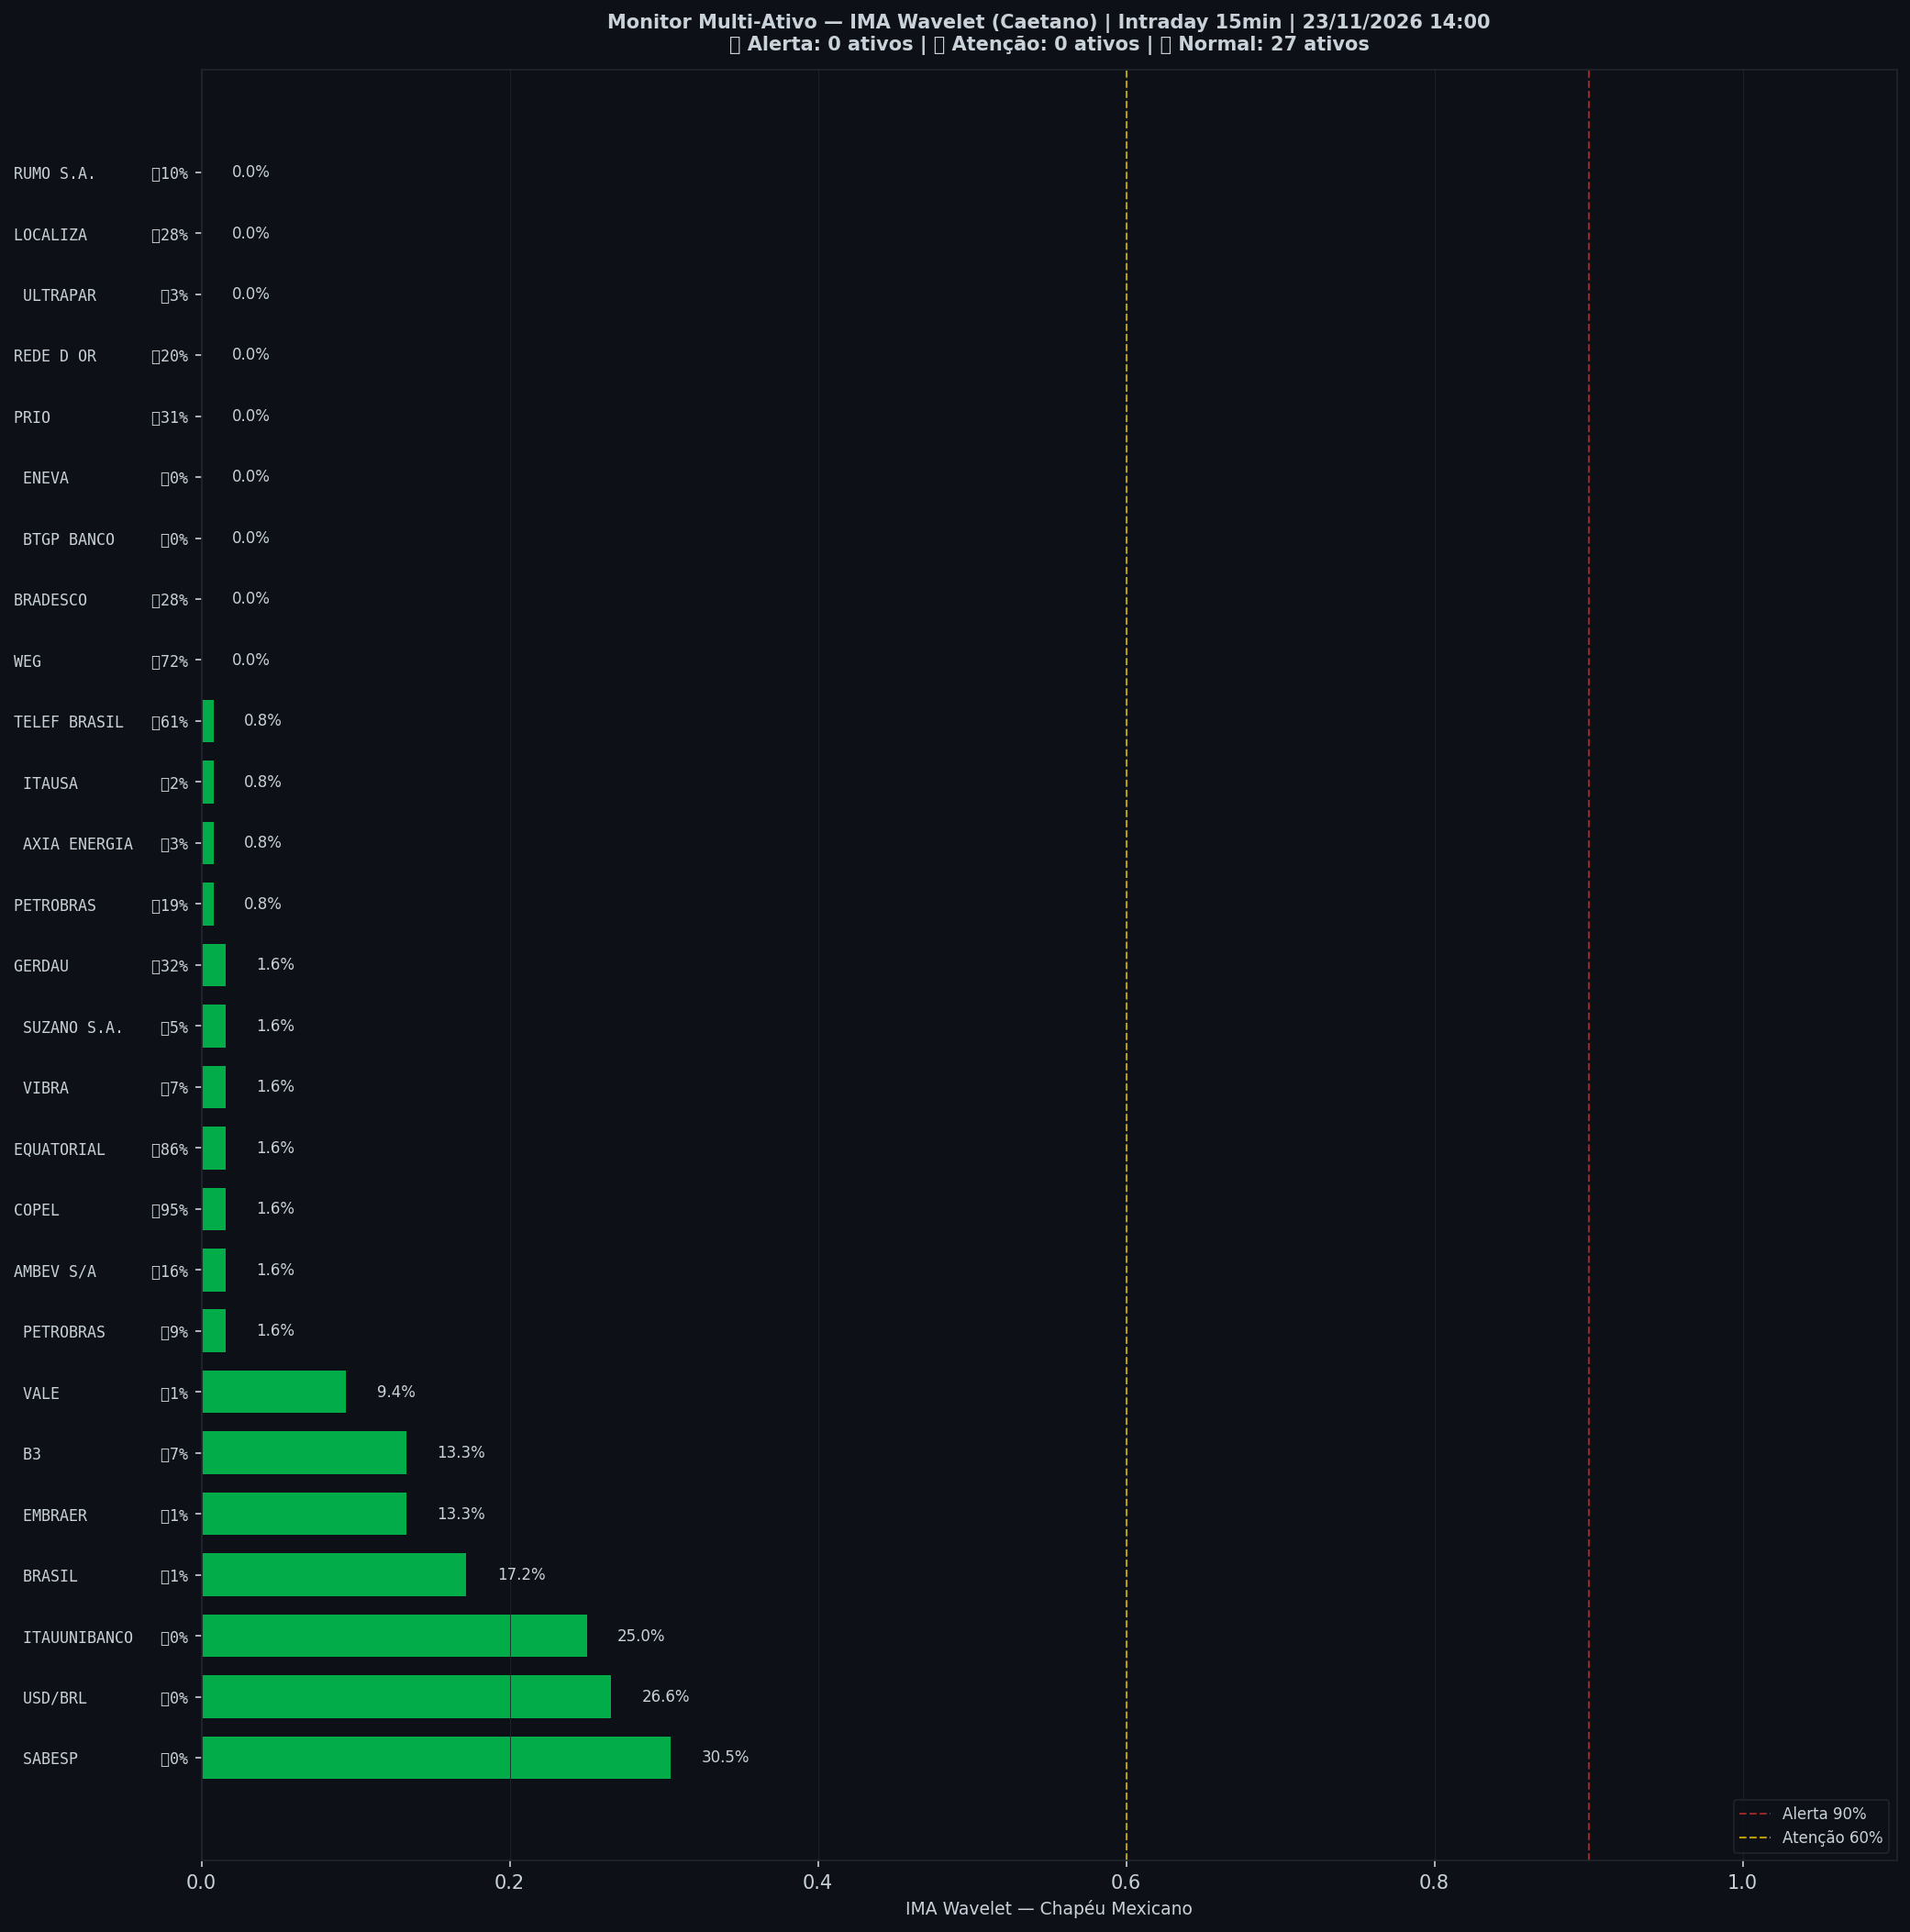 Monitor Multi-Ativo — IMA Wavelet (Caetano) | Intraday 15min | 23/11/2026 14:00
▯ Alerta: 0 ativos | ▯ Atenção: 0 ativos | ▯ Normal: 27 ativos
RUMO S.A. ▯10% 0.0%
LOCALIZA ▯28% 0.0%
ULTRAPAR ▯3% 0.0%
REDE D OR ▯20% 0.0%
PRIO ▯31% 0.0%
ENEVA ▯0% 0.0%
BTGP BANCO ▯0% 0.0%
BRADESCO ▯28% 0.0%
WEG ▯72% 0.0%
TELEF BRASIL ▯61% 0.8%
ITAUSA ▯2% 0.8%
AXIA ENERGIA ▯3% 0.8%
PETROBRAS ▯19% 0.8%
GERDAU ▯32% 1.6%
SUZANO S.A. ▯5% 1.6%
VIBRA ▯7% 1.6%
EQUATORIAL ▯86% 1.6%
COPEL ▯95% 1.6%
AMBEV S/A ▯16% 1.6%
PETROBRAS ▯9% 1.6%
VALE ▯1% 9.4%
B3 ▯7% 13.3%
EMBRAER ▯1% 13.3%
BRASIL ▯1% 17.2%
ITAUUNIBANCO ▯0% 25.0%
USD/BRL ▯0% 26.6%
SABESP ▯0% 30.5%
Alerta 90%
Atenção 60%
0.0 0.2 0.4 0.6 0.8 1.0
IMA Wavelet — Chapéu Mexicano